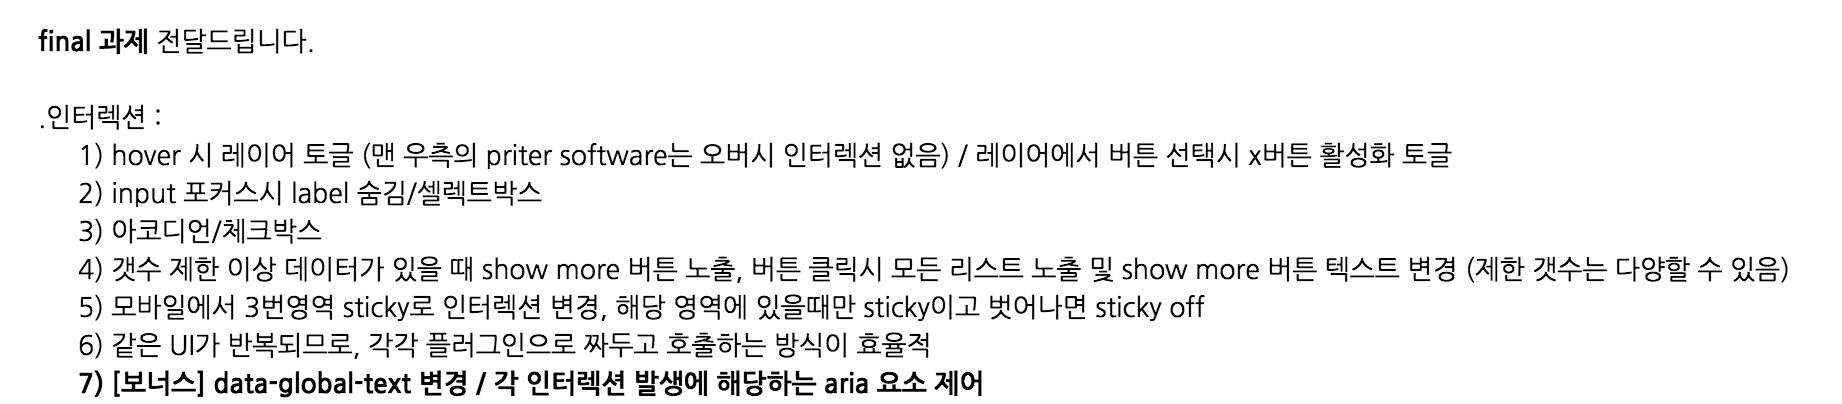 final 과제 전달드립니다.
.인터렉션 :
1) hover 시 레이어 토글 (맨 우측의 priter software는 오버시 인터렉션 없음) / 레이어에서 버튼 선택시 x버튼 활성화 토글
2) input 포커스시 label 숨김/셀렉트박스
3) 아코디언/체크박스
4) 갯수 제한 이상 데이터가 있을 때 show more 버튼 노출, 버튼 클릭시 모든 리스트 노출 및 show more 버튼 텍스트 변경 (제한 갯수는 다양할 수 있음)
5) 모바일에서 3번영역 sticky로 인터렉션 변경, 해당 영역에 있을때만 sticky이고 벗어나면 sticky off
6) 같은 UI가 반복되므로, 각각 플러그인으로 짜두고 호출하는 방식이 효율적
7) [보너스] data-global-text 변경 / 각 인터렉션 발생에 해당하는 aria 요소 제어